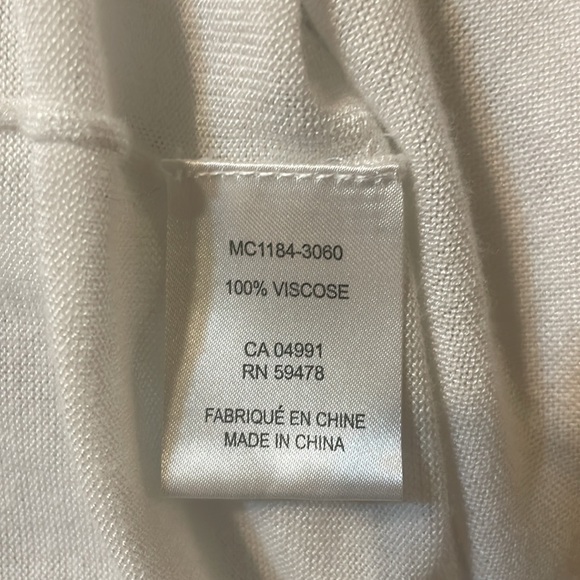 MC1184-3060
100% VISCOSE
CA 04991
RN 59478
FABRIQUÉ EN CHINE
MADE IN CHINA